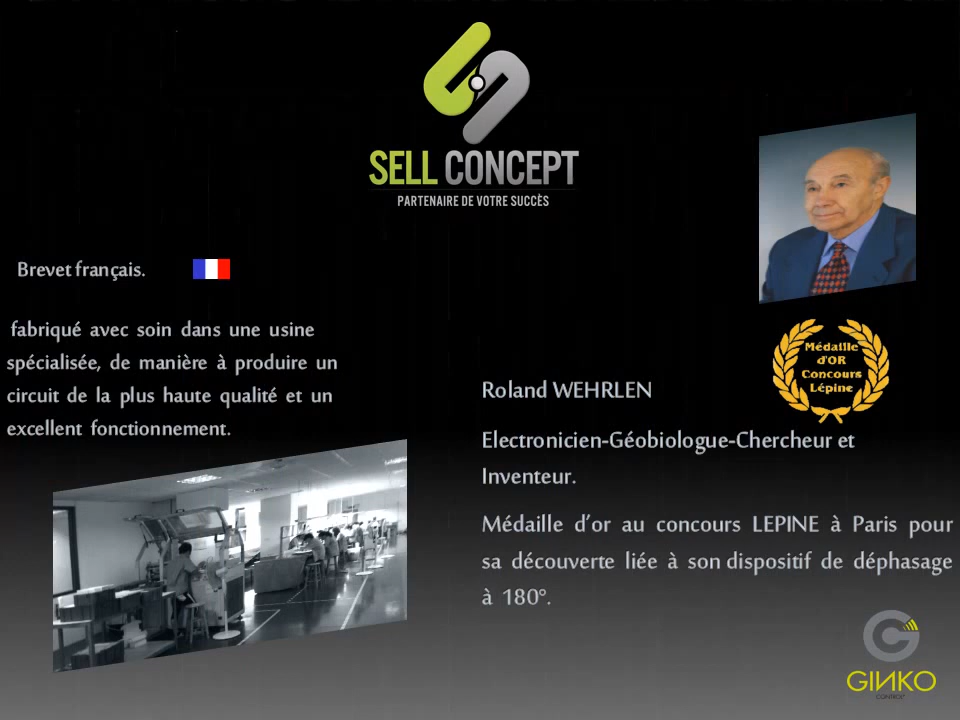 SELL CONCEPT
PARTENAIRE DE VOTRE SUCCÈS
Brevet français.
fabriqué avec soin dans une usine
spécialisée, de manière à produire un
circuit de la plus haute qualité et un
excellent fonctionnement.
Médaille
d'OR
Concours
Lépine
Roland WEHRLEN
Electronicien-Géobiologue-Chercheur et
Inventeur.
Médaille d'or au concours LEPINE à Paris pour
sa découverte liée à son dispositif de déphasage
à 180°.
GINKO
CONTROL®